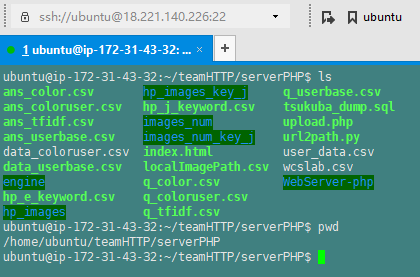 ssh://ubuntu@18.221.140.226:22
ubuntu
1 ubuntu@ip-172-31-43-32: ...
ubuntu@ip-172-31-43-32:~/teamHTTP/serverPHP$ ls
ans_color.csv hp_images_key_j q_userbase.csv
ans_coloruser.csv hp_j_keyword.csv tsukuba_dump.sql
ans_tfidf.csv images_num upload.php
ans_userbase.csv images_num_key_j url2path.py
data_coloruser.csv index.html user_data.csv
data_userbase.csv localImagePath.csv wcslab.csv
engine q_color.csv WebServer-php
hp_e_keyword.csv q_coloruser.csv
hp_images q_tfidf.csv
ubuntu@ip-172-31-43-32:~/teamHTTP/serverPHP$ pwd
/home/ubuntu/teamHTTP/serverPHP
ubuntu@ip-172-31-43-32:~/teamHTTP/serverPHP$